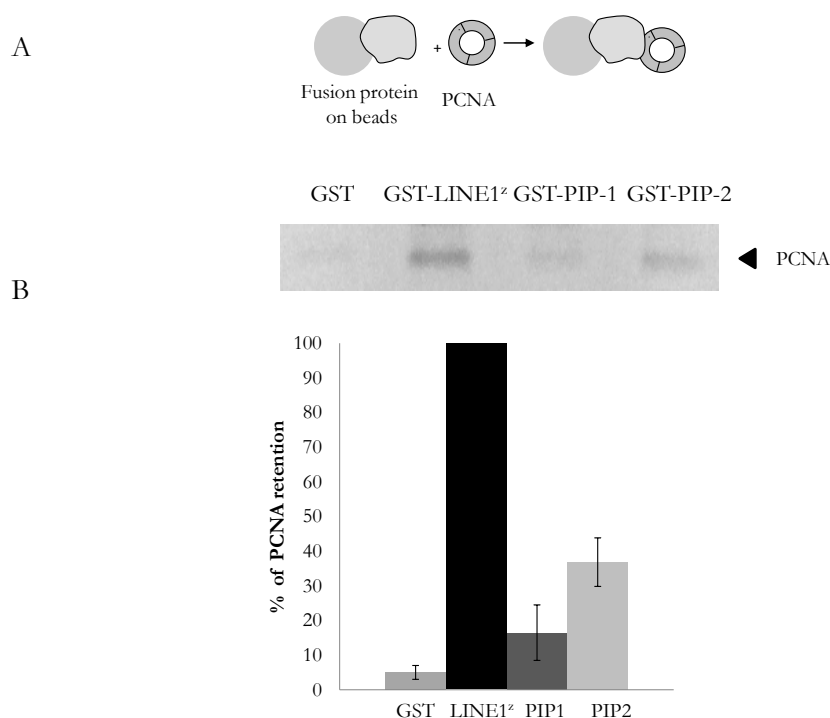 A
+
Fusion protein
on beads
PCNA
GST GST-LINE1ᶻ GST-PIP-1 GST-PIP-2
PCNA
B
% of PCNA retention
100
90
80
70
60
50
40
30
20
10
0
GST LINE1ᶻ PIP1 PIP2